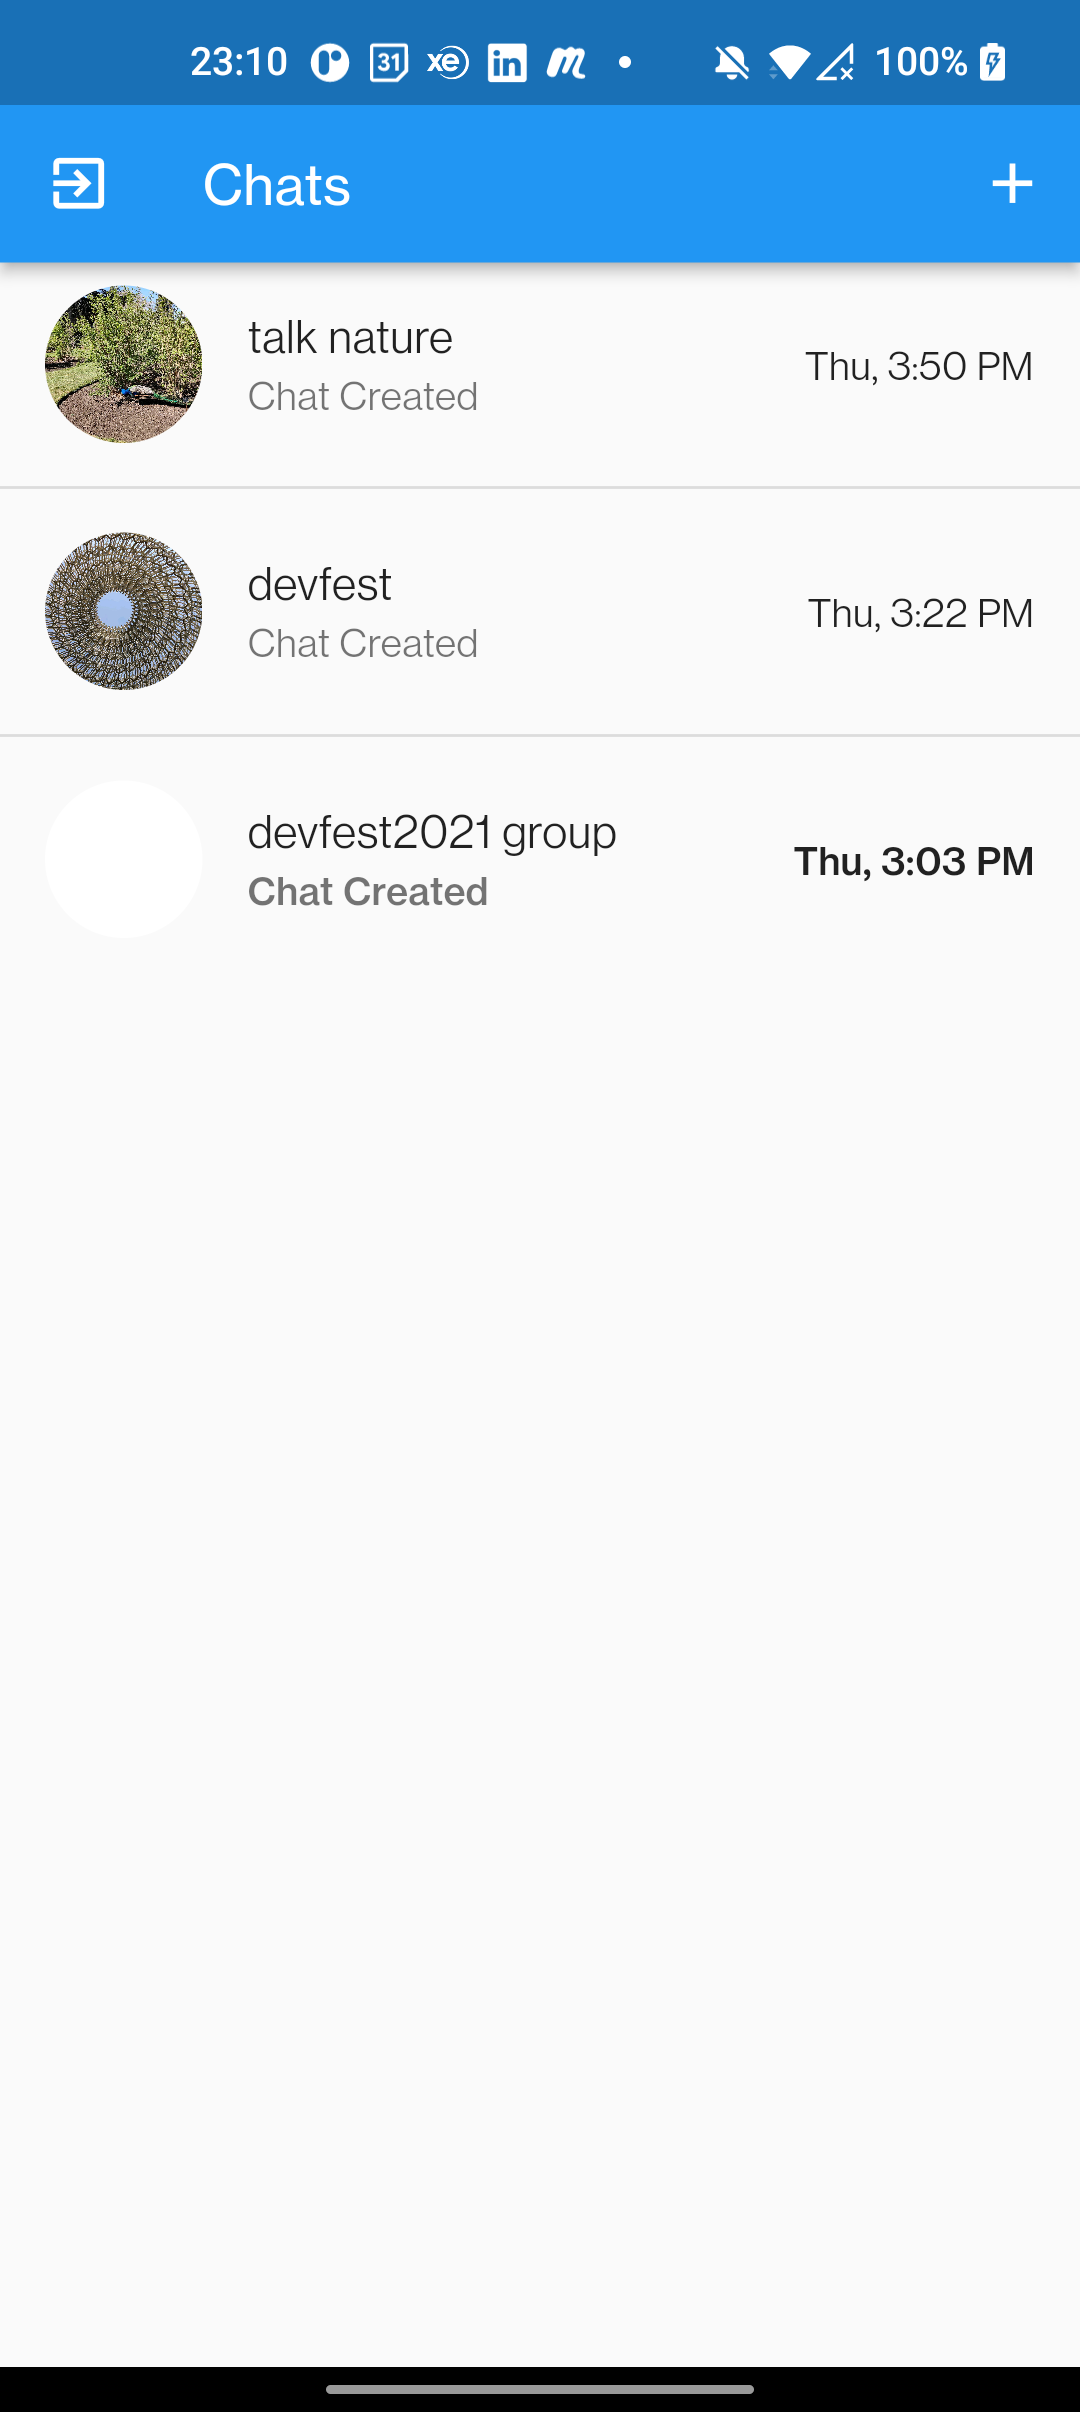 23:10 31 xe in m 100%
Chats
talk nature
Chat Created
Thu, 3:50 PM
devfest
Chat Created
Thu, 3:22 PM
devfest2021 group
Chat Created
Thu, 3:03 PM